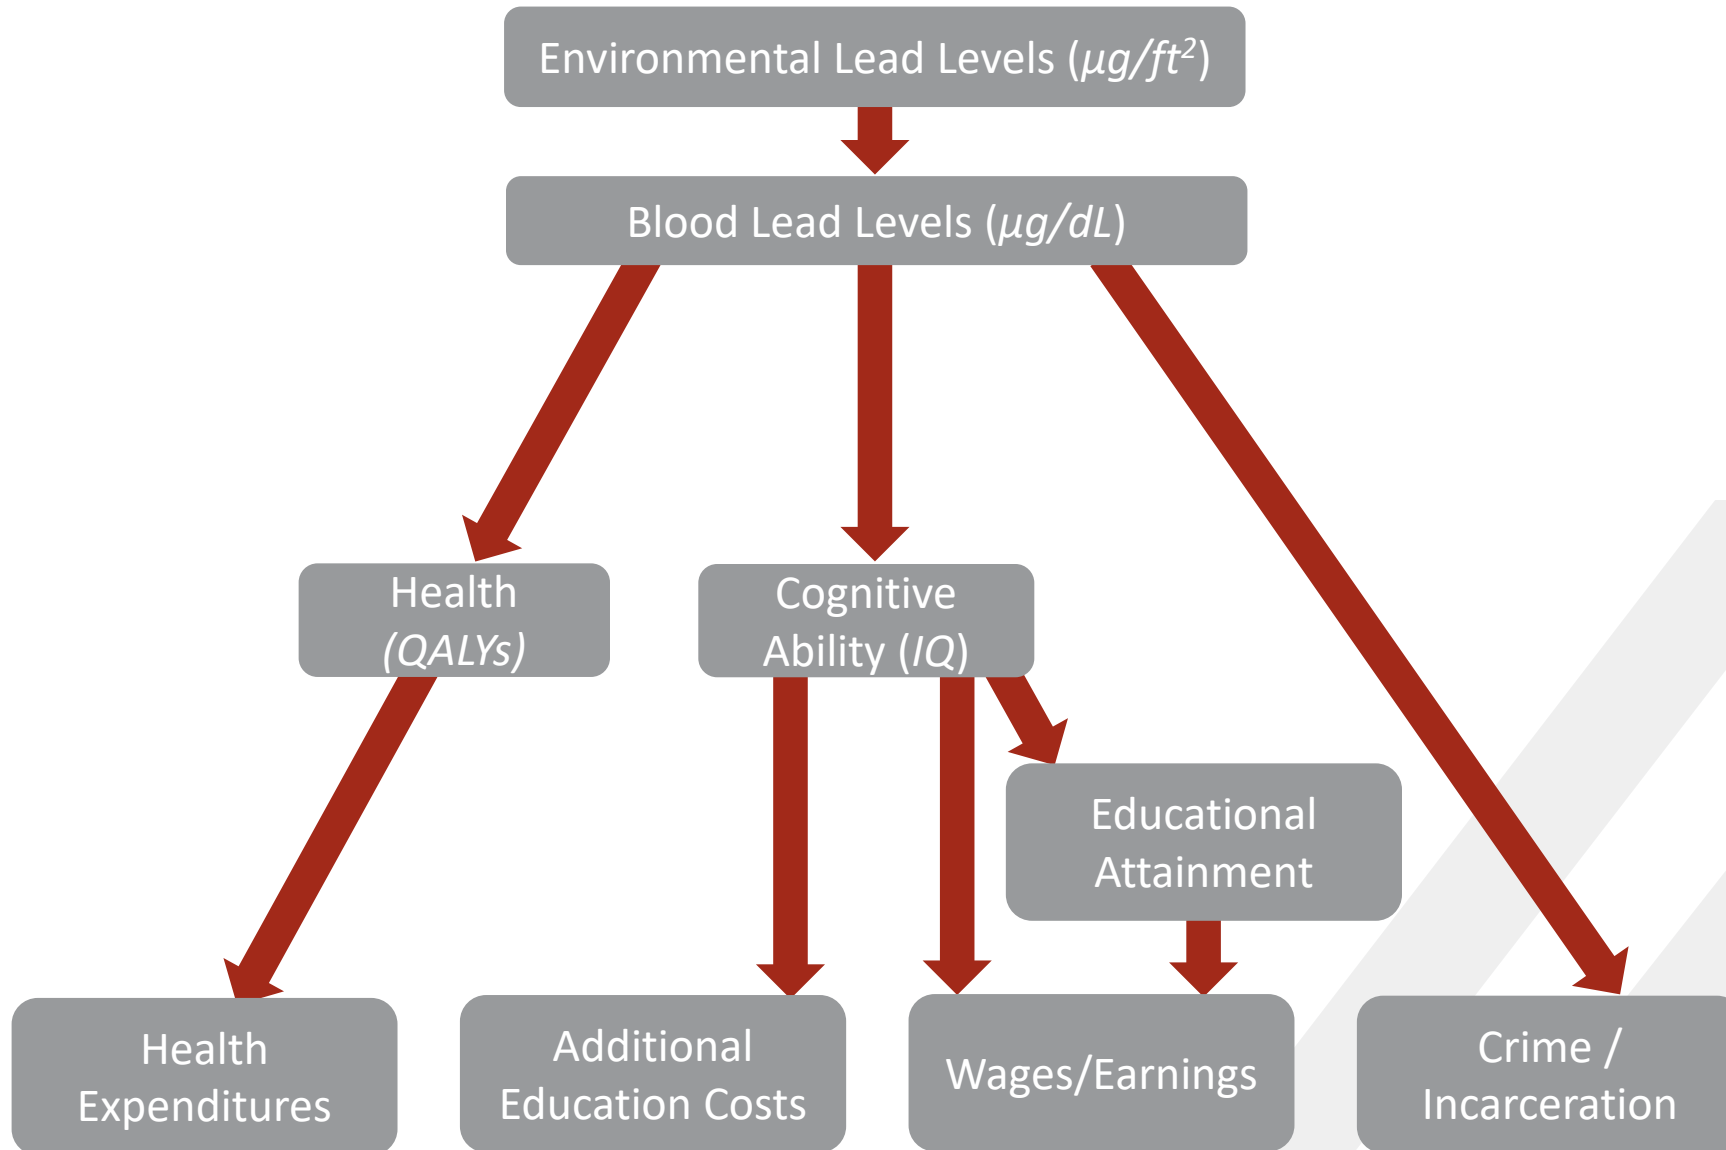 Environmental Lead Levels (µg/ft²)
Blood Lead Levels (µg/dL)
Health
(QALYs)
Cognitive
Ability (IQ)
Educational
Attainment
Health
Expenditures
Additional
Education Costs
Wages/Earnings
Crime /
Incarceration